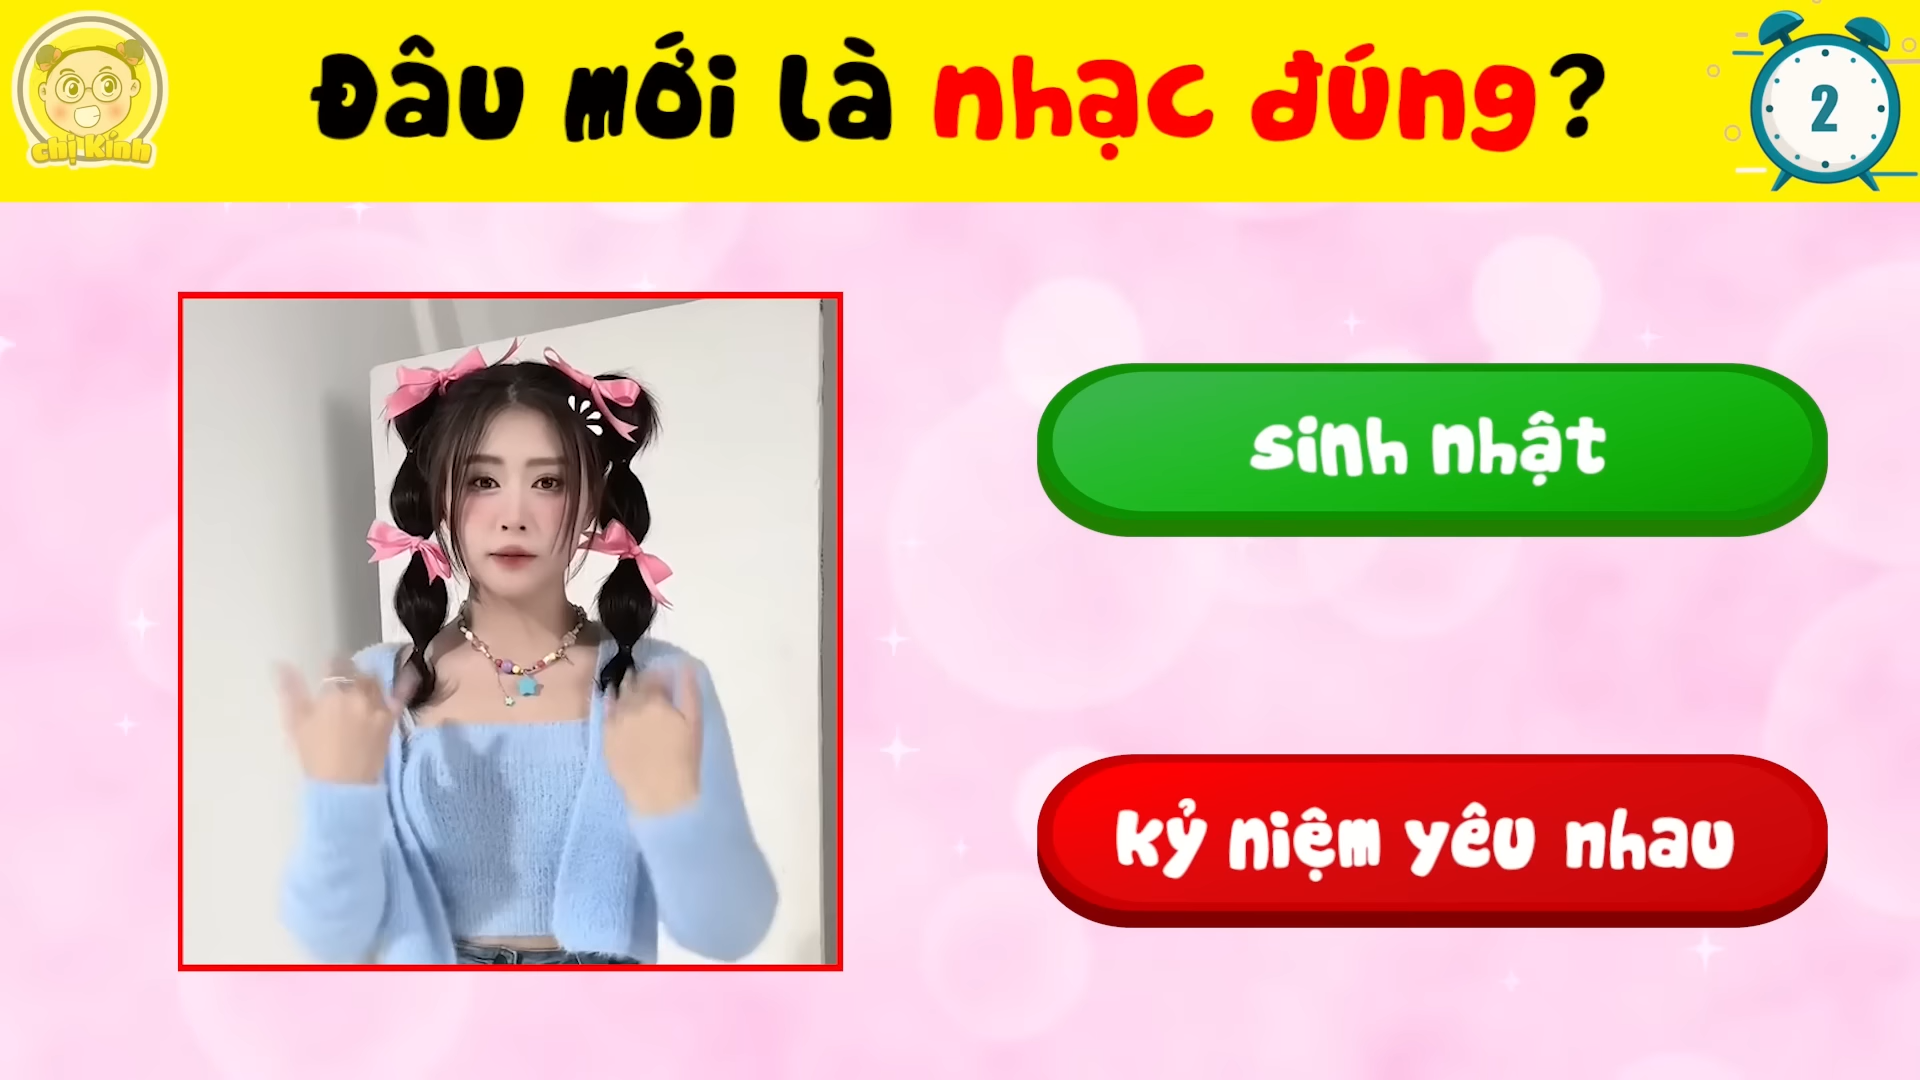 Đâu mới là nhạc đúng?
chị Kính
2
sinh nhật
kỷ niệm yêu nhau